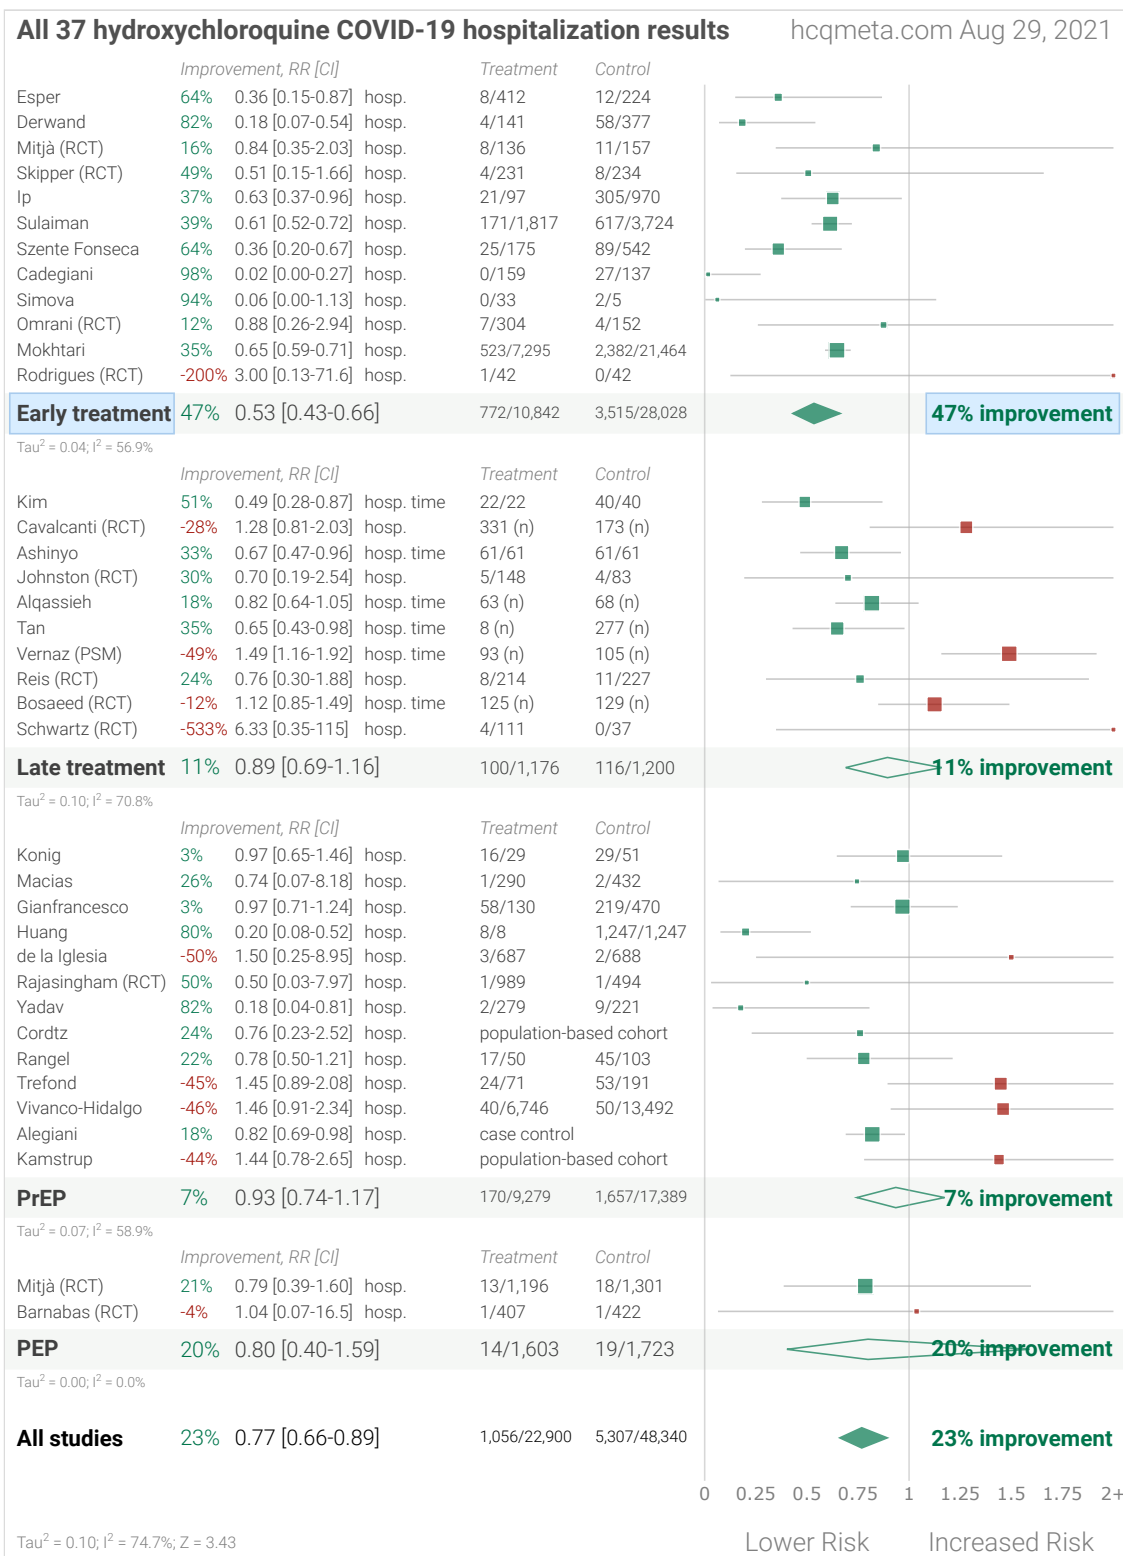 All 37 hydroxychloroquine COVID-19 hospitalization results hcqmeta.com Aug 29, 2021
Improvement, RR [CI] Treatment Control
Esper 64% 0.36 [0.15-0.87] hosp. 8/412 12/224
Derwand 82% 0.18 [0.07-0.54] hosp. 4/141 58/377
Mitjà (RCT) 16% 0.84 [0.35-2.03] hosp. 8/136 11/157
Skipper (RCT) 49% 0.51 [0.15-1.66] hosp. 4/231 8/234
Ip 37% 0.63 [0.37-0.96] hosp. 21/97 305/970
Sulaiman 39% 0.61 [0.52-0.72] hosp. 171/1,817 617/3,724
Szente Fonseca 64% 0.36 [0.20-0.67] hosp. 25/175 89/542
Cadegiani 98% 0.02 [0.00-0.27] hosp. 0/159 27/137
Simova 94% 0.06 [0.00-1.13] hosp. 0/33 2/5
Omrani (RCT) 12% 0.88 [0.26-2.94] hosp. 7/304 4/152
Mokhtari 35% 0.65 [0.59-0.71] hosp. 523/7,295 2,382/21,464
Rodrigues (RCT) -200% 3.00 [0.13-71.6] hosp. 1/42 0/42
Early treatment 47% 0.53 [0.43-0.66] 772/10,842 3,515/28,028 47% improvement
Tau² = 0.04; I² = 56.9%
Improvement, RR [CI] Treatment Control
Kim 51% 0.49 [0.28-0.87] hosp. time 22/22 40/40
Cavalcanti (RCT) -28% 1.28 [0.81-2.03] hosp. 331 (n) 173 (n)
Ashinyo 33% 0.67 [0.47-0.96] hosp. time 61/61 61/61
Johnston (RCT) 30% 0.70 [0.19-2.54] hosp. 5/148 4/83
Alqassieh 18% 0.82 [0.64-1.05] hosp. time 63 (n) 68 (n)
Tan 35% 0.65 [0.43-0.98] hosp. time 8 (n) 277 (n)
Vernaz (PSM) -49% 1.49 [1.16-1.92] hosp. time 93 (n) 105 (n)
Reis (RCT) 24% 0.76 [0.30-1.88] hosp. 8/214 11/227
Bosaeed (RCT) -12% 1.12 [0.85-1.49] hosp. time 125 (n) 129 (n)
Schwartz (RCT) -533% 6.33 [0.35-115] hosp. 4/111 0/37
Late treatment 11% 0.89 [0.69-1.16] 100/1,176 116/1,200 11% improvement
Tau² = 0.10; I² = 70.8%
Improvement, RR [CI] Treatment Control
Konig 3% 0.97 [0.65-1.46] hosp. 16/29 29/51
Macias 26% 0.74 [0.07-8.18] hosp. 1/290 2/432
Gianfrancesco 3% 0.97 [0.71-1.24] hosp. 58/130 219/470
Huang 80% 0.20 [0.08-0.52] hosp. 8/8 1,247/1,247
de la Iglesia -50% 1.50 [0.25-8.95] hosp. 3/687 2/688
Rajasingham (RCT) 50% 0.50 [0.03-7.97] hosp. 1/989 1/494
Yadav 82% 0.18 [0.04-0.81] hosp. 2/279 9/221
Cordtz 24% 0.76 [0.23-2.52] hosp. population-based cohort
Rangel 22% 0.78 [0.50-1.21] hosp. 17/50 45/103
Trefond -45% 1.45 [0.89-2.08] hosp. 24/71 53/191
Vivanco-Hidalgo -46% 1.46 [0.91-2.34] hosp. 40/6,746 50/13,492
Alegiani 18% 0.82 [0.69-0.98] hosp. case control
Kamstrup -44% 1.44 [0.78-2.65] hosp. population-based cohort
PrEP 7% 0.93 [0.74-1.17] 170/9,279 1,657/17,389 7% improvement
Tau² = 0.07; I² = 58.9%
Improvement, RR [CI] Treatment Control
Mitjà (RCT) 21% 0.79 [0.39-1.60] hosp. 13/1,196 18/1,301
Barnabas (RCT) -4% 1.04 [0.07-16.5] hosp. 1/407 1/422
PEP 20% 0.80 [0.40-1.59] 14/1,603 19/1,723 20% improvement
Tau² = 0.00; I² = 0.0%
All studies 23% 0.77 [0.66-0.89] 1,056/22,900 5,307/48,340 23% improvement
0 0.25 0.5 0.75 1 1.25 1.5 1.75 2+
Tau² = 0.10; I² = 74.7%; Z = 3.43 Lower Risk Increased Risk